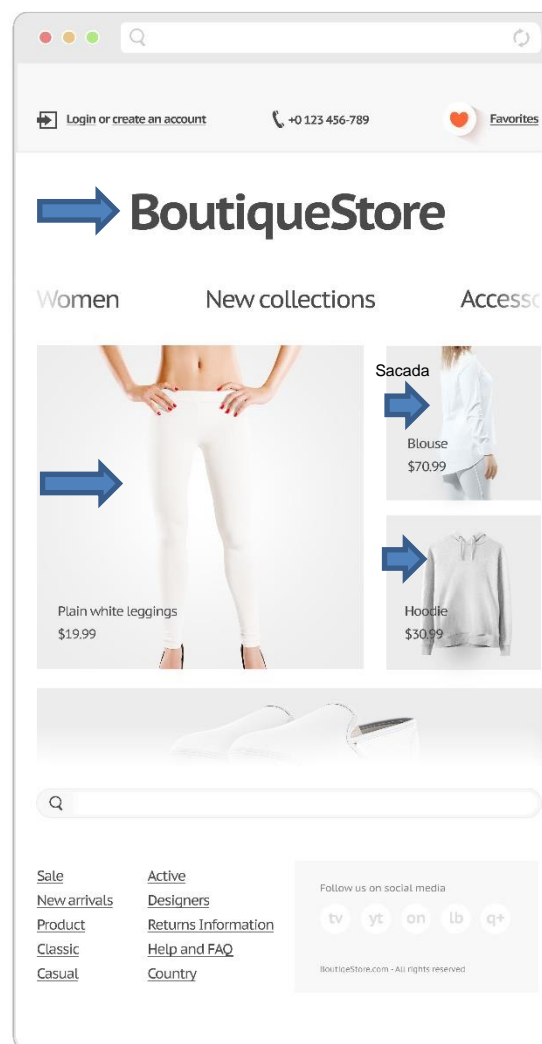 Login or create an account
+0 123 456-789
Favorites
BoutiqueStore
Women
New collections
Accesso
Sacada
Blouse
$70.99
Plain white leggings
$19.99
Hoodie
$30.99
Sale
New arrivals
Product
Classic
Casual
Active
Designers
Returns Information
Help and FAQ
Country
Follow us on social media
tv yt on lb q+
BoutiqeStore.com - All rights reserved